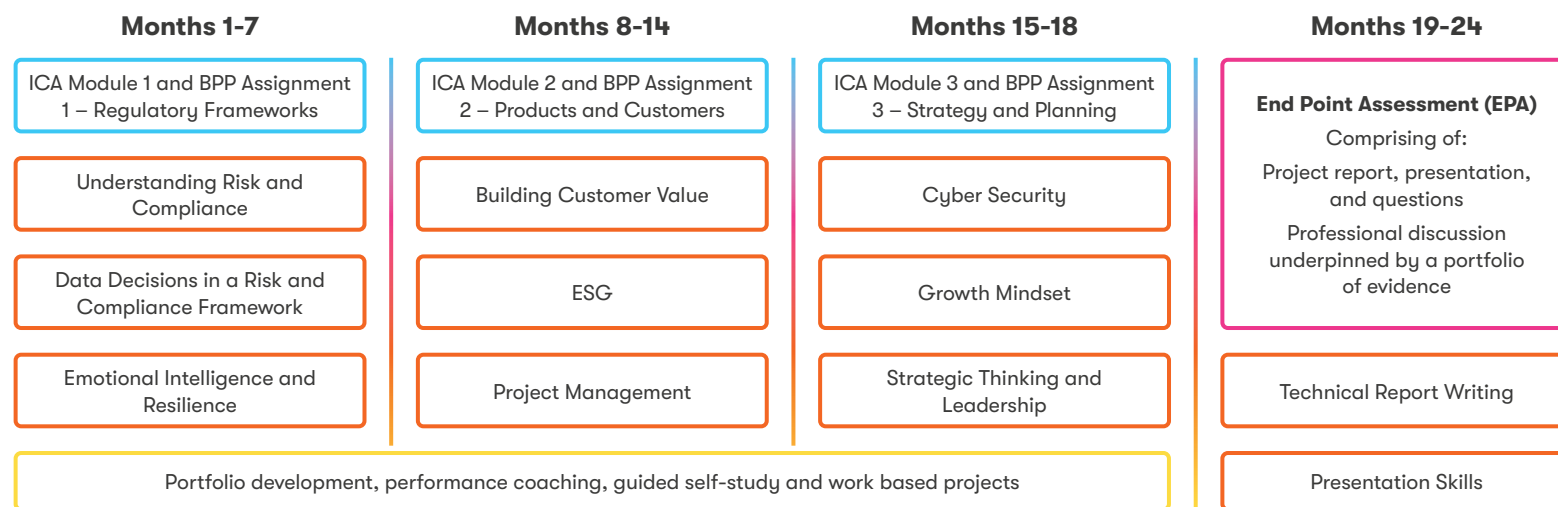 Months 1-7
ICA Module 1 and BPP Assignment
1 – Regulatory Frameworks
Understanding Risk and
Compliance
Data Decisions in a Risk and
Compliance Framework
Emotional Intelligence and
Resilience
Months 8-14
ICA Module 2 and BPP Assignment
2 – Products and Customers
Building Customer Value
ESG
Project Management
Months 15-18
ICA Module 3 and BPP Assignment
3 – Strategy and Planning
Cyber Security
Growth Mindset
Strategic Thinking and
Leadership
Portfolio development, performance coaching, guided self-study and work based projects
Months 19-24
End Point Assessment (EPA)
Comprising of:
Project report, presentation,
and questions
Professional discussion
underpinned by a portfolio
of evidence
Technical Report Writing
Presentation Skills